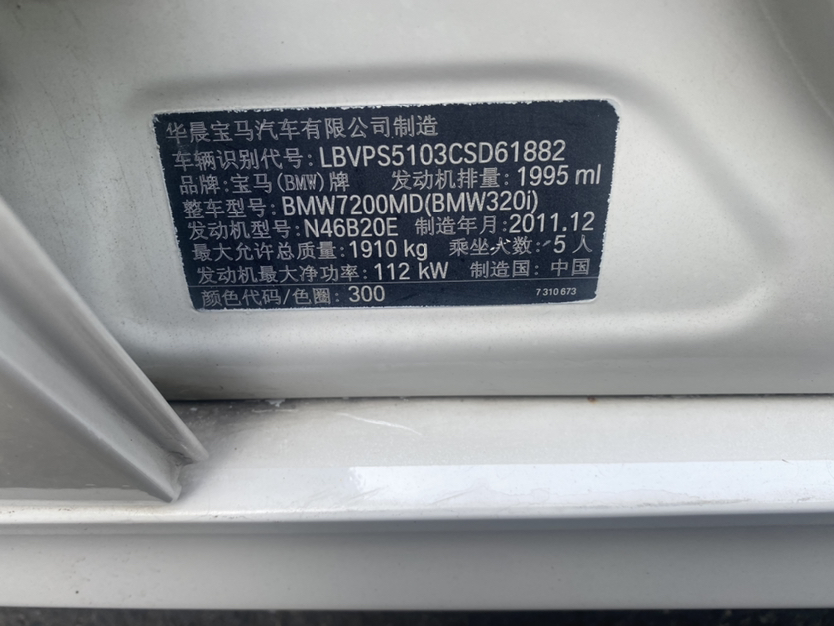 华晨宝马汽车有限公司制造
车辆识别代号: LBVPS5103CSD61882
品牌: 宝马(BMW)牌 发动机排量: 1995 ml
整车型号: BMW7200MD(BMW320i)
发动机型号: N46B20E 制造年月: 2011.12
最大允许总质量: 1910 kg 乘坐人数: 5 人
发动机最大净功率: 112 kW 制造国: 中国
颜色代码/色圈: 300 7 310 673